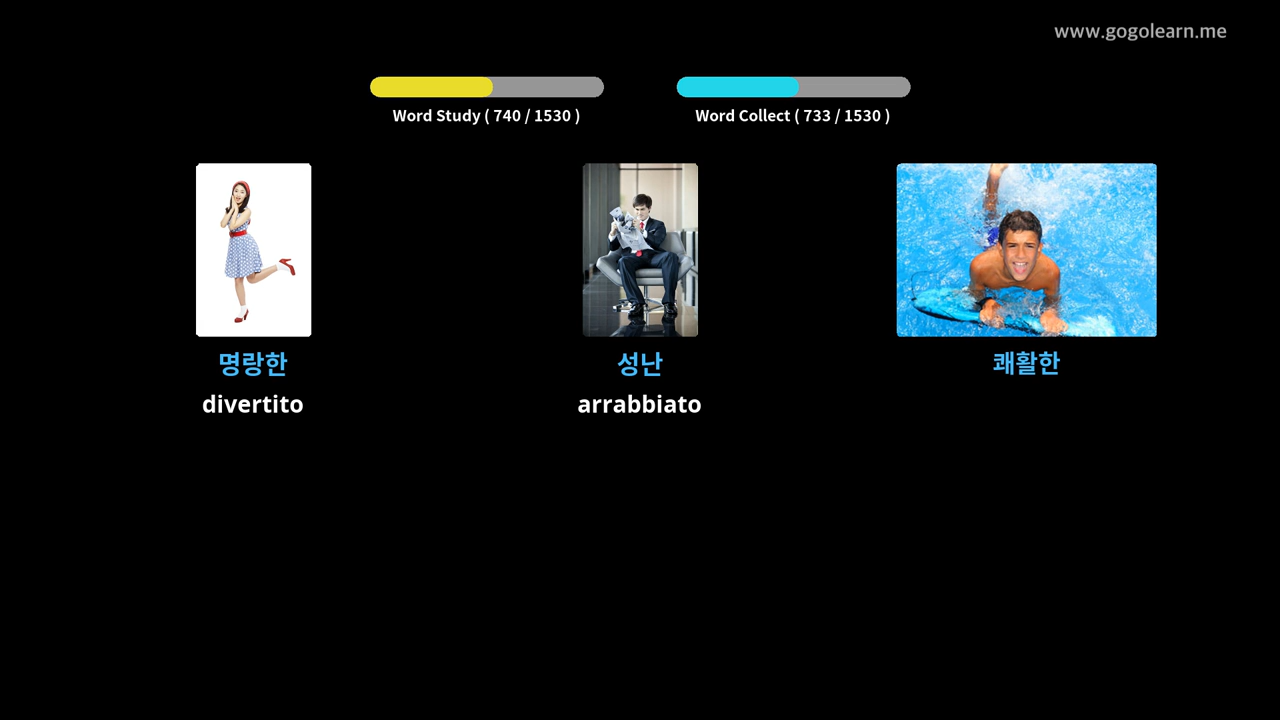 www.gogolearn.me
Word Study ( 740 / 1530 )
Word Collect ( 733 / 1530 )
명랑한
성난
쾌활한
divertito
arrabbiato